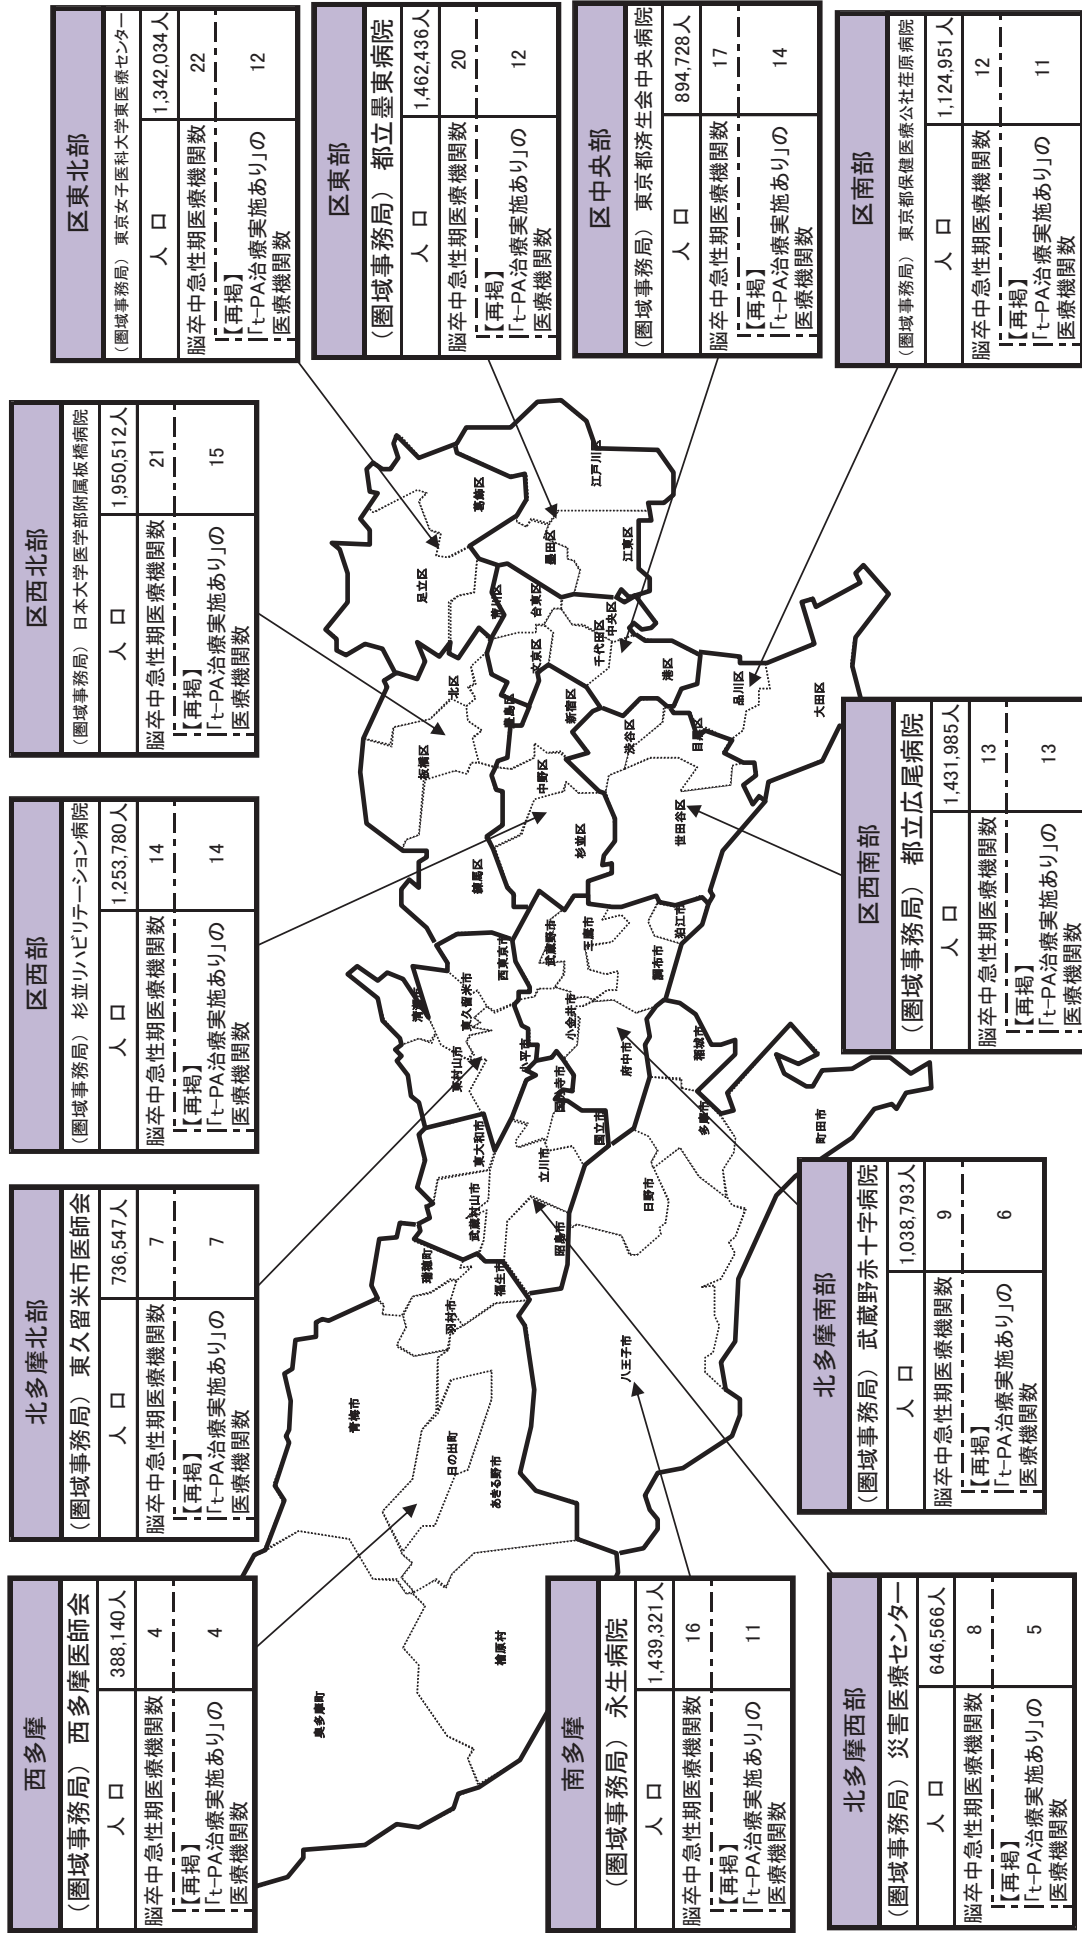 西多摩
（圏域事務局） 西多摩医師会
人 口
388,140人
脳卒中急性期医療機関数
4
【再掲】
「t-PA治療実施あり」の
医療機関数
4
北多摩北部
（圏域事務局） 東久留米市医師会
人 口
736,547人
脳卒中急性期医療機関数
7
【再掲】
「t-PA治療実施あり」の
医療機関数
7
区西部
（圏域事務局） 杉並リハビリテーション病院
人 口
1,253,780人
脳卒中急性期医療機関数
14
【再掲】
「t-PA治療実施あり」の
医療機関数
14
区西北部
（圏域事務局） 日本大学医学部附属板橋病院
人 口
1,950,512人
脳卒中急性期医療機関数
21
【再掲】
「t-PA治療実施あり」の
医療機関数
15
区東北部
（圏域事務局） 東京女子医科大学東医療センター
人 口
1,342,034人
脳卒中急性期医療機関数
22
【再掲】
「t-PA治療実施あり」の
医療機関数
12
区東部
（圏域事務局） 都立墨東病院
人 口
1,462,436人
脳卒中急性期医療機関数
20
【再掲】
「t-PA治療実施あり」の
医療機関数
12
区中央部
（圏域事務局） 東京都済生会中央病院
人 口
894,728人
脳卒中急性期医療機関数
17
【再掲】
「t-PA治療実施あり」の
医療機関数
14
区南部
（圏域事務局） 東京都保健医療公社荏原病院
人 口
1,124,951人
脳卒中急性期医療機関数
12
【再掲】
「t-PA治療実施あり」の
医療機関数
11
奥多摩町
檜原村
青梅市
日の出町
あきる野市
瑞穂町
羽村市
福生市
武蔵村山市
東大和市
昭島市
立川市
国立市
国分寺市
八王子市
日野市
多摩市
町田市
稲城市
清瀬市
東村山市
東久留米市
小平市
西東京市
小金井市
府中市
武蔵野市
三鷹市
調布市
狛江市
練馬区
板橋区
北区
豊島区
杉並区
中野区
新宿区
世田谷区
渋谷区
目黒区
足立区
荒川区
葛飾区
文京区
台東区
千代田区
中央区
港区
墨田区
江東区
江戸川区
品川区
大田区
南多摩
（圏域事務局） 永生病院
人 口
1,439,321人
脳卒中急性期医療機関数
16
【再掲】
「t-PA治療実施あり」の
医療機関数
11
北多摩西部
（圏域事務局） 災害医療センター
人 口
646,566人
脳卒中急性期医療機関数
8
【再掲】
「t-PA治療実施あり」の
医療機関数
5
北多摩南部
（圏域事務局） 武蔵野赤十字病院
人 口
1,038,793人
脳卒中急性期医療機関数
9
【再掲】
「t-PA治療実施あり」の
医療機関数
6
区西南部
（圏域事務局） 都立広尾病院
人 口
1,431,985人
脳卒中急性期医療機関数
13
【再掲】
「t-PA治療実施あり」の
医療機関数
13